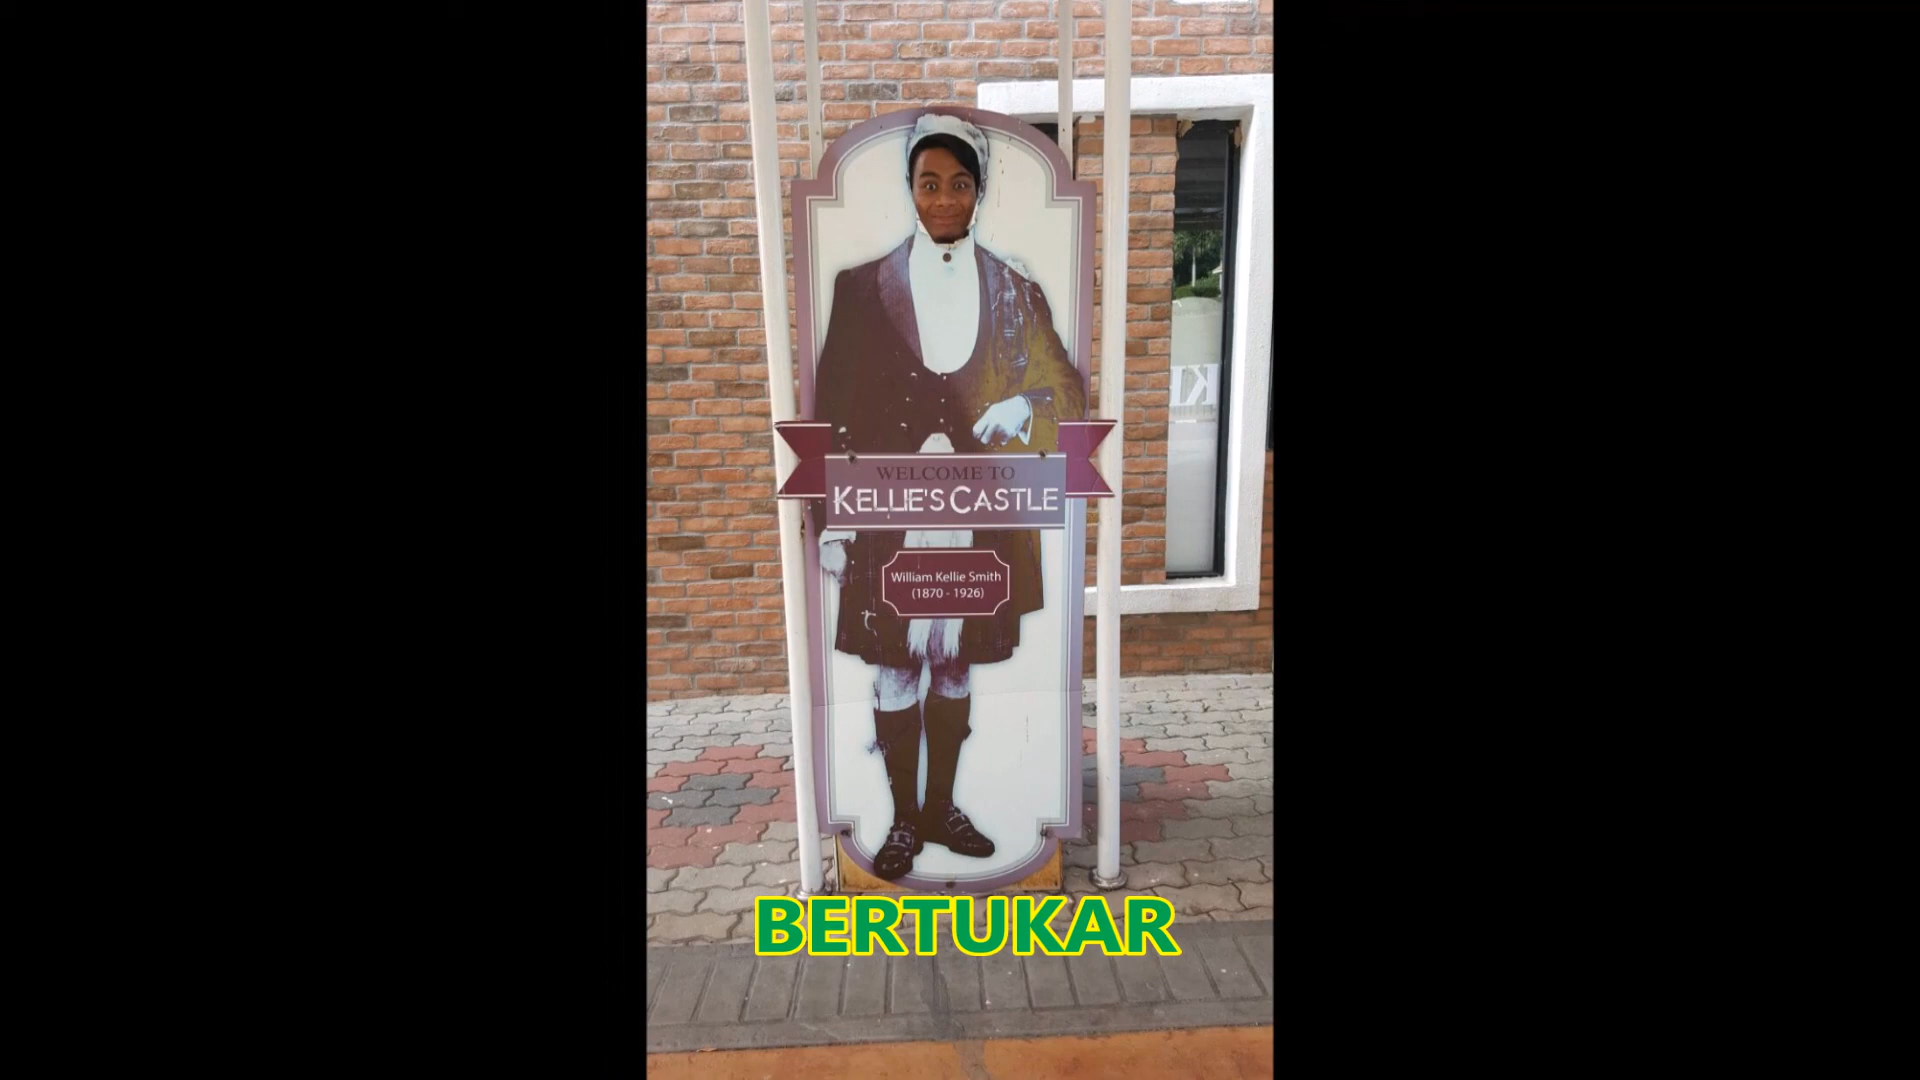 WELCOME TO
KELLIE'S CASTLE
William Kellie Smith
(1870 - 1926)
BERTUKAR